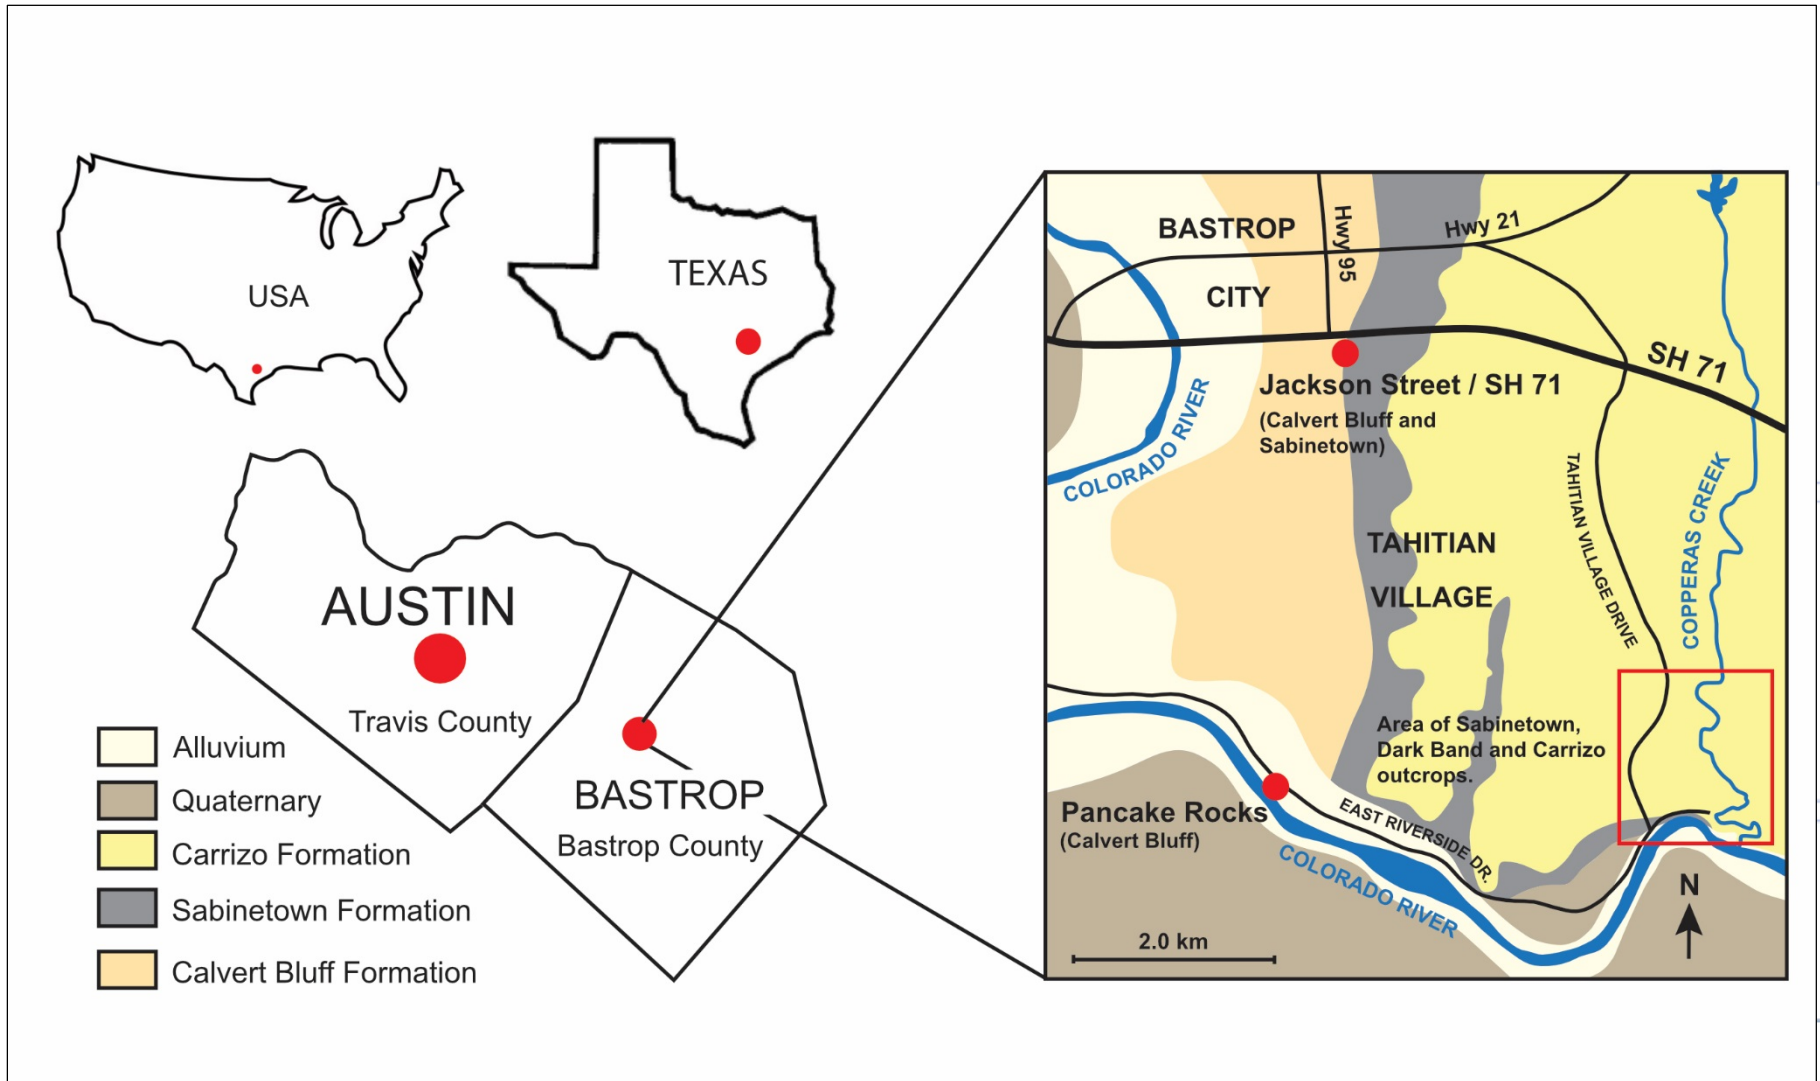 USA
TEXAS
AUSTIN
Travis County
BASTROP
Bastrop County
Alluvium
Quaternary
Carrizo Formation
Sabinetown Formation
Calvert Bluff Formation
BASTROP
CITY
Hwy 95
Hwy 21
SH 71
Jackson Street / SH 71
(Calvert Bluff and
Sabinetown)
COLORADO RIVER
TAHITIAN
VILLAGE
TAHITIAN VILLAGE DRIVE
COPPERAS CREEK
Area of Sabinetown,
Dark Band and Carrizo
outcrops.
Pancake Rocks
(Calvert Bluff)
EAST RIVERSIDE DR.
COLORADO RIVER
N
2.0 km